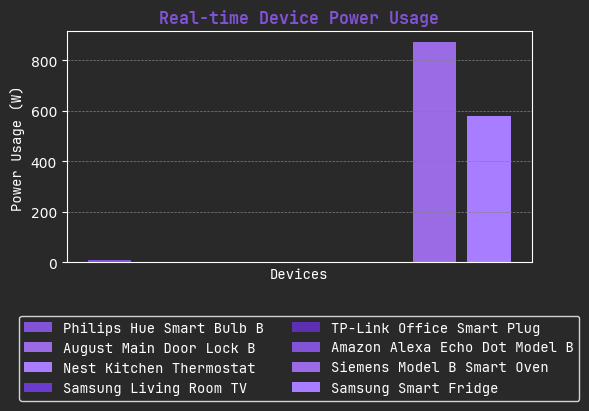 Real-time Device Power Usage
Power Usage (W)
800
600
400
200
0
Devices
Philips Hue Smart Bulb B
August Main Door Lock B
Nest Kitchen Thermostat
Samsung Living Room TV
TP-Link Office Smart Plug
Amazon Alexa Echo Dot Model B
Siemens Model B Smart Oven
Samsung Smart Fridge